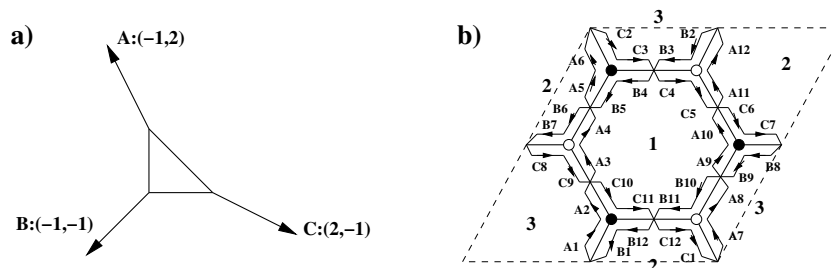 a)
A:(−1,2)
B:(−1,−1)
C:(2,−1)
b)
3
C2
B2
C3
B3
A12
A6
2
2
A5
B4
C4
A11
B6
B5
C5
C6
B7
A4
A10
C7
1
C8
A3
A9
B8
C9
C10
B10
B9
A2
C11
B11
A8
3
3
A1
B1
B12
C12
C1
A7
2